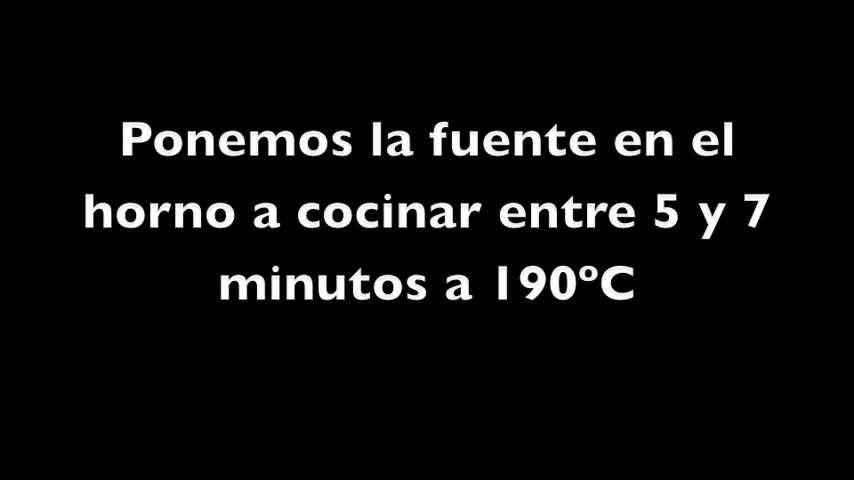 Ponemos la fuente en el
horno a cocinar entre 5 y 7
minutos a 190ºC